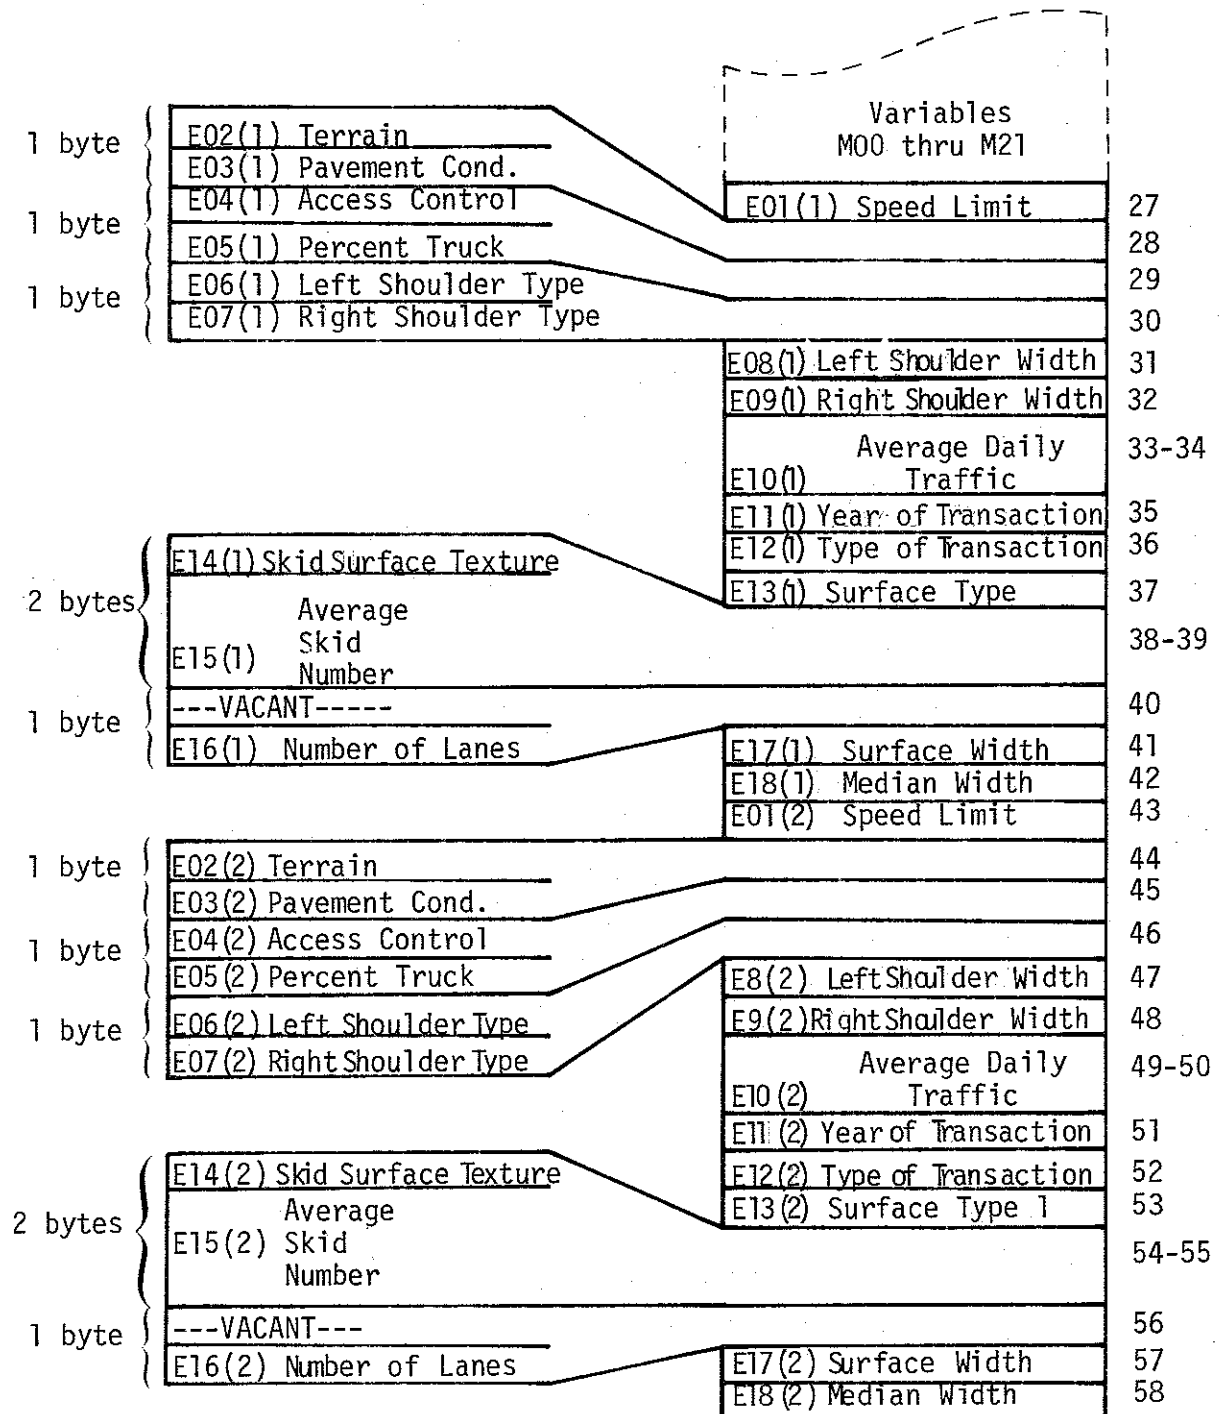 Variables
M00 thru M21
1 byte
E02(1) Terrain
E03(1) Pavement Cond.
E01(1) Speed Limit 27
1 byte
E04(1) Access Control
28
E05(1) Percent Truck
29
1 byte
E06(1) Left Shoulder Type
E07(1) Right Shoulder Type
30
E08(1) Left Shoulder Width 31
E09(1) Right Shoulder Width 32
Average Daily 33-34
E10(1) Traffic
E11(1) Year of Transaction 35
E12(1) Type of Transaction 36
2 bytes
E14(1) Skid Surface Texture
E13(1) Surface Type 37
Average
E15(1) Skid
Number
38-39
1 byte
---VACANT-----
40
E16(1) Number of Lanes
E17(1) Surface Width 41
E18(1) Median Width 42
E01(2) Speed Limit 43
1 byte
E02(2) Terrain
44
E03(2) Pavement Cond.
45
1 byte
E04(2) Access Control
46
E05(2) Percent Truck
E8(2) Left Shoulder Width 47
1 byte
E06(2) Left Shoulder Type
E9(2) Right Shoulder Width 48
E07(2) Right Shoulder Type
Average Daily 49-50
E10(2) Traffic
E11(2) Year of Transaction 51
2 bytes
E14(2) Skid Surface Texture
E12(2) Type of Transaction 52
E13(2) Surface Type 1 53
Average
E15(2) Skid
Number
54-55
1 byte
---VACANT---
56
E16(2) Number of Lanes
E17(2) Surface Width 57
E18(2) Median Width 58